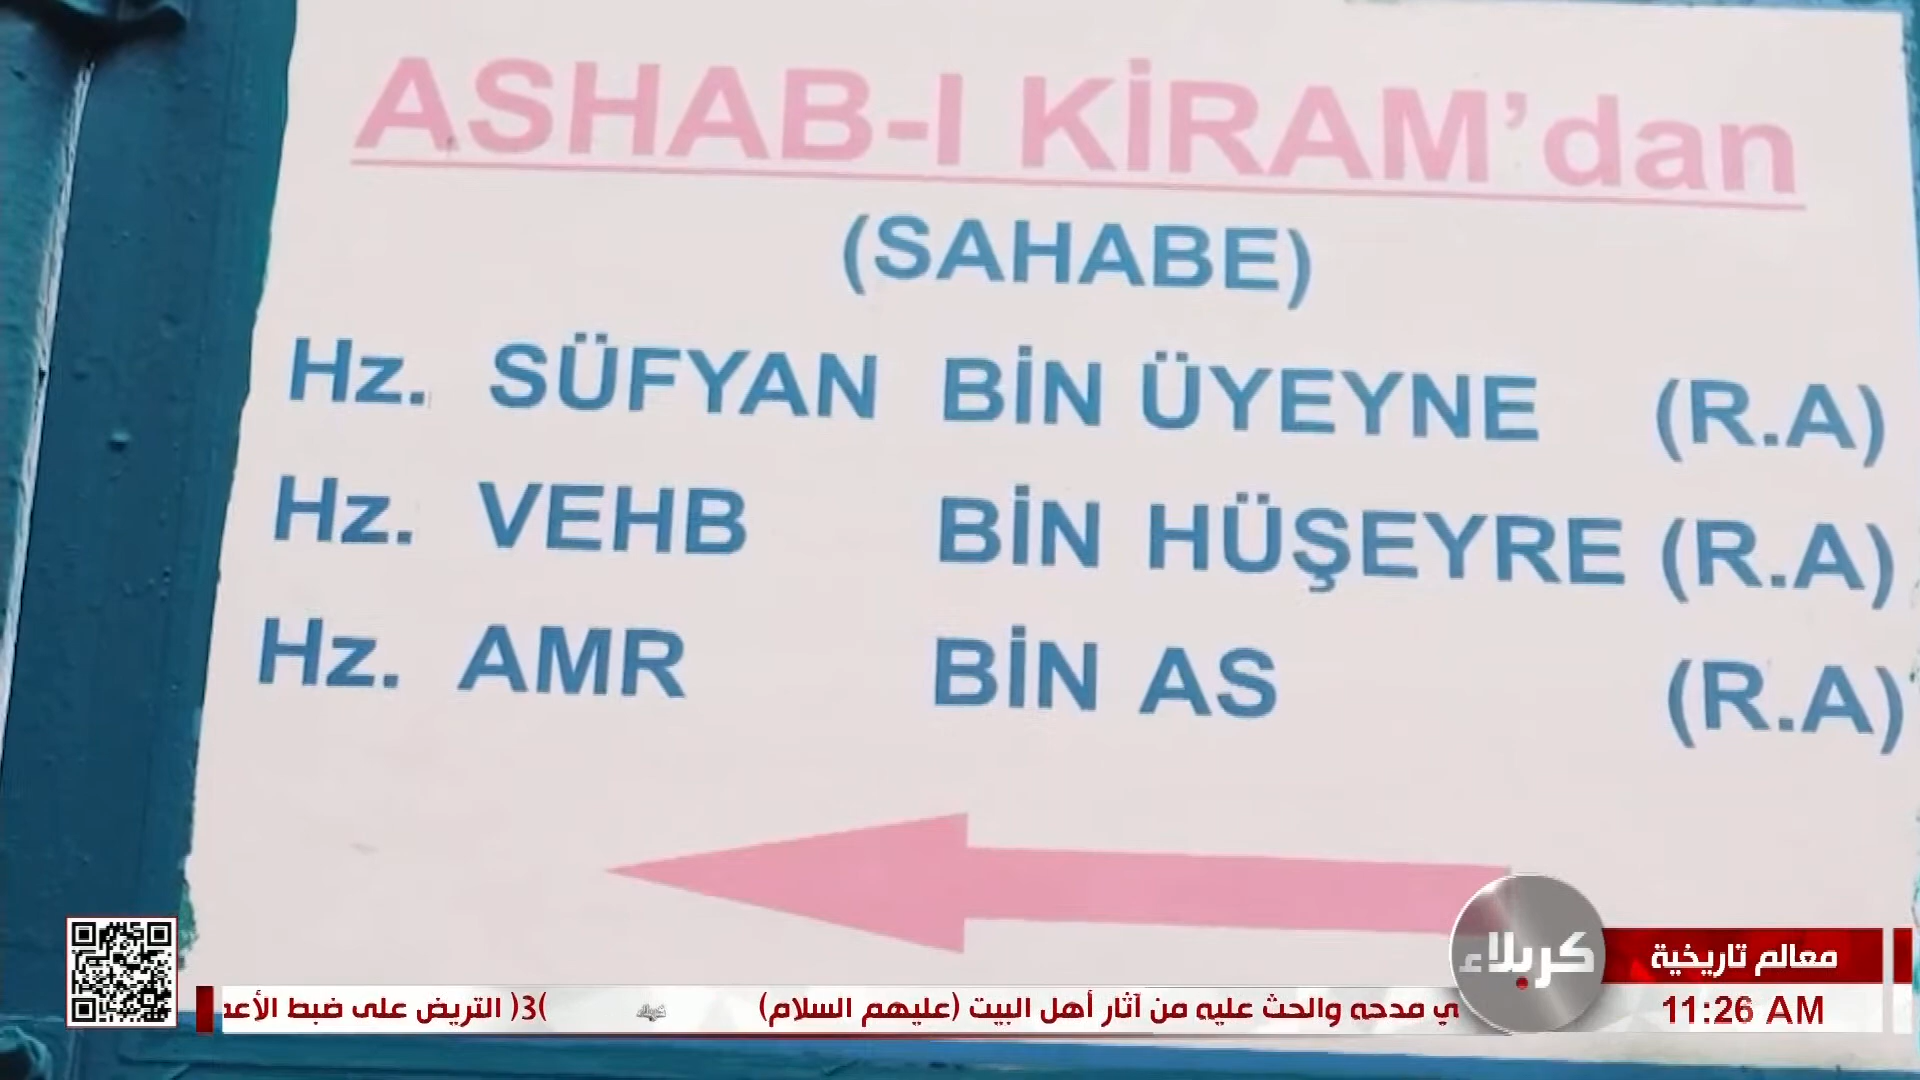 ASHAB-I KİRAM'dan
(SAHABE)
Hz. SÜFYAN BİN ÜYEYNE (R.A)
Hz. VEHB BİN HÜŞEYRE (R.A)
Hz. AMR BİN AS (R.A)
كربلاء
معالم تاريخية
11:26 AM
ي مدحه والحث عليه من آثار أهل البيت (عليهم السلام)
كربلاء
)3( التريض على ضبط الأعد